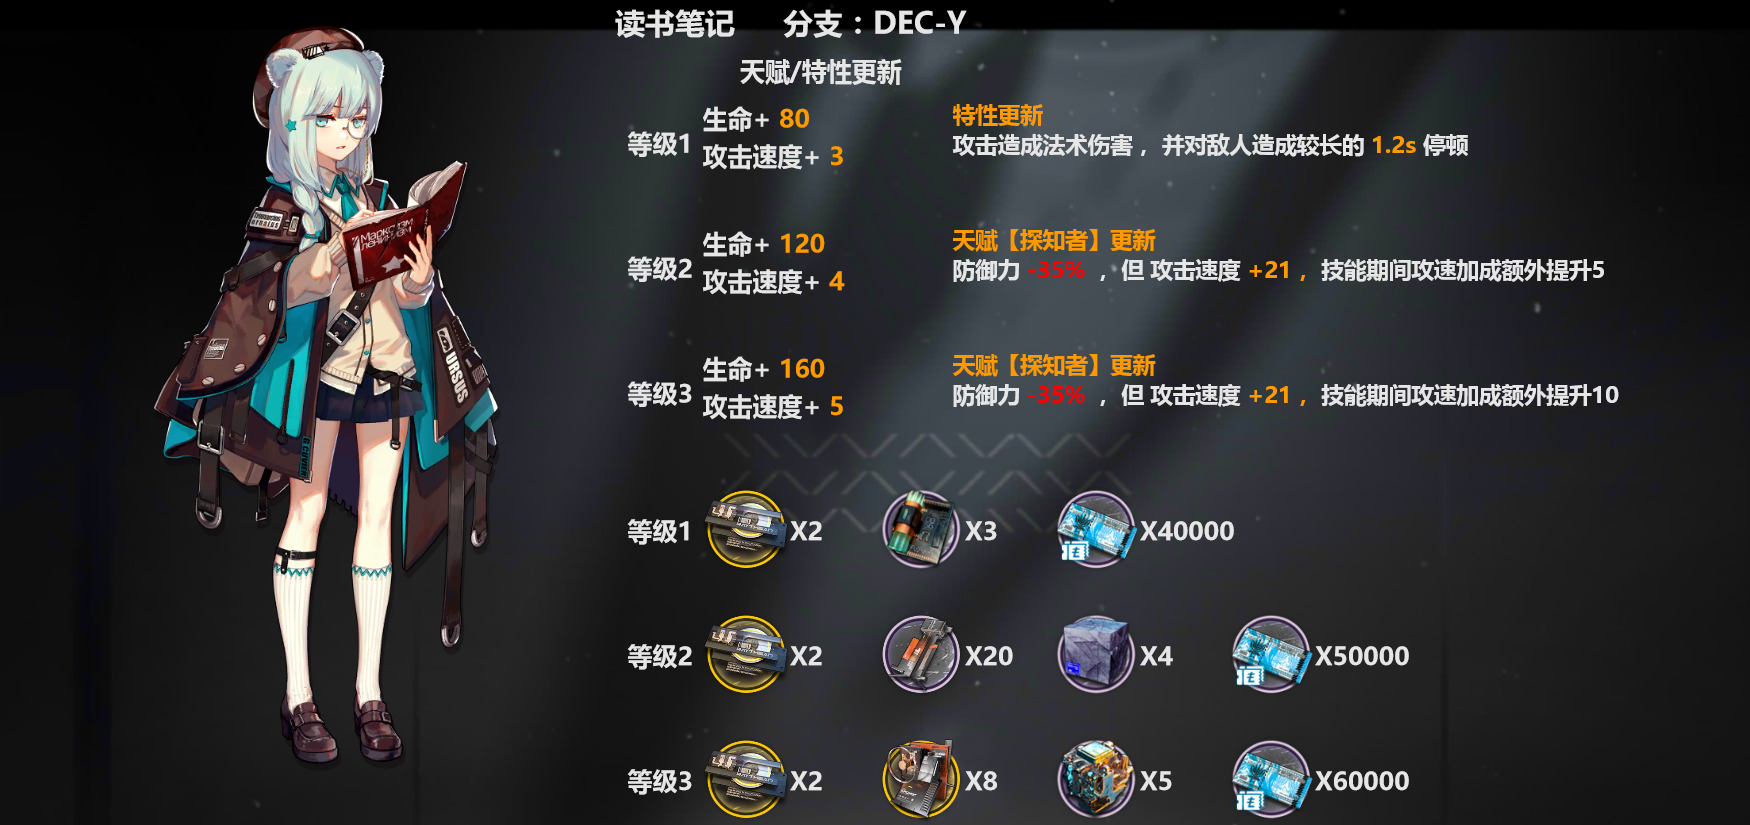 读书笔记 分支：DEC-Y
天赋/特性更新
等级1
生命+ 80
攻击速度+ 3
特性更新
攻击造成法术伤害，并对敌人造成较长的 1.2s 停顿
等级2
生命+ 120
攻击速度+ 4
天赋【探知者】更新
防御力 -35% ，但 攻击速度 +21 ，技能期间攻速加成额外提升5
等级3
生命+ 160
攻击速度+ 5
天赋【探知者】更新
防御力 -35% ，但 攻击速度 +21 ，技能期间攻速加成额外提升10
等级1 X2 X3 X40000
等级2 X2 X20 X4 X50000
等级3 X2 X8 X5 X60000
Марксизм
ленинизм
URSUS